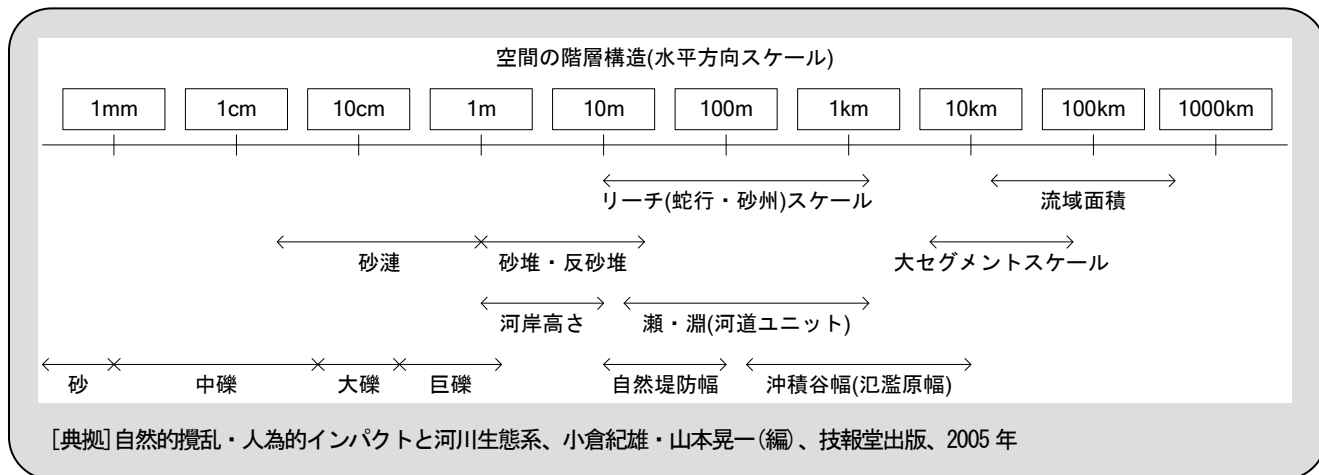 空間の階層構造(水平方向スケール)
1mm 1cm 10cm 1m 10m 100m 1km 10km 100km 1000km
リーチ(蛇行・砂州)スケール 流域面積
砂漣 砂堆・反砂堆 大セグメントスケール
河岸高さ 瀬・淵(河道ユニット)
砂 中礫 大礫 巨礫 自然堤防幅 沖積谷幅(氾濫原幅)
[典拠]自然的攪乱・人為的インパクトと河川生態系、小倉紀雄・山本晃一(編)、技報堂出版、2005 年